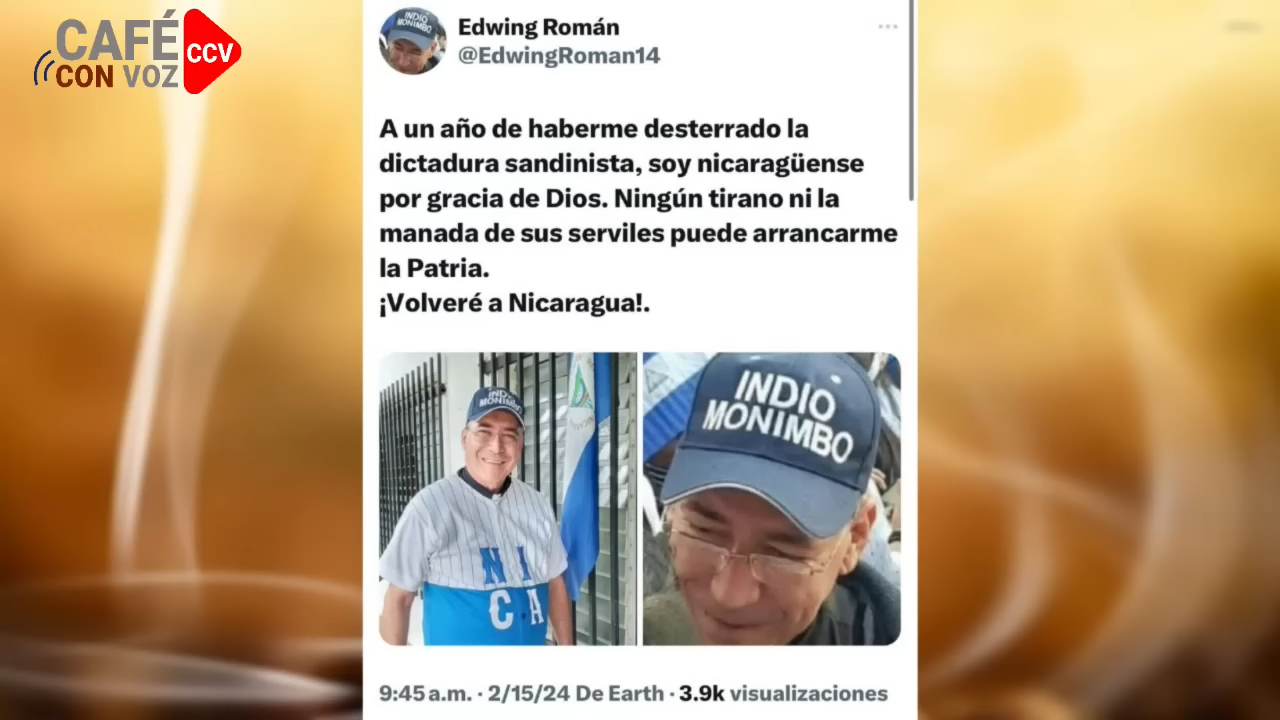 CAFÉ
CON VOZ
CCV
Edwing Román
@EdwingRoman14
A un año de haberme desterrado la
dictadura sandinista, soy nicaragüense
por gracia de Dios. Ningún tirano ni la
manada de sus serviles puede arrancarme
la Patria.
¡Volveré a Nicaragua!.
INDIO
MONIMBO
NI
CA
INDIO
MONIMBO
9:45 a.m. · 2/15/24 De Earth · 3.9k visualizaciones